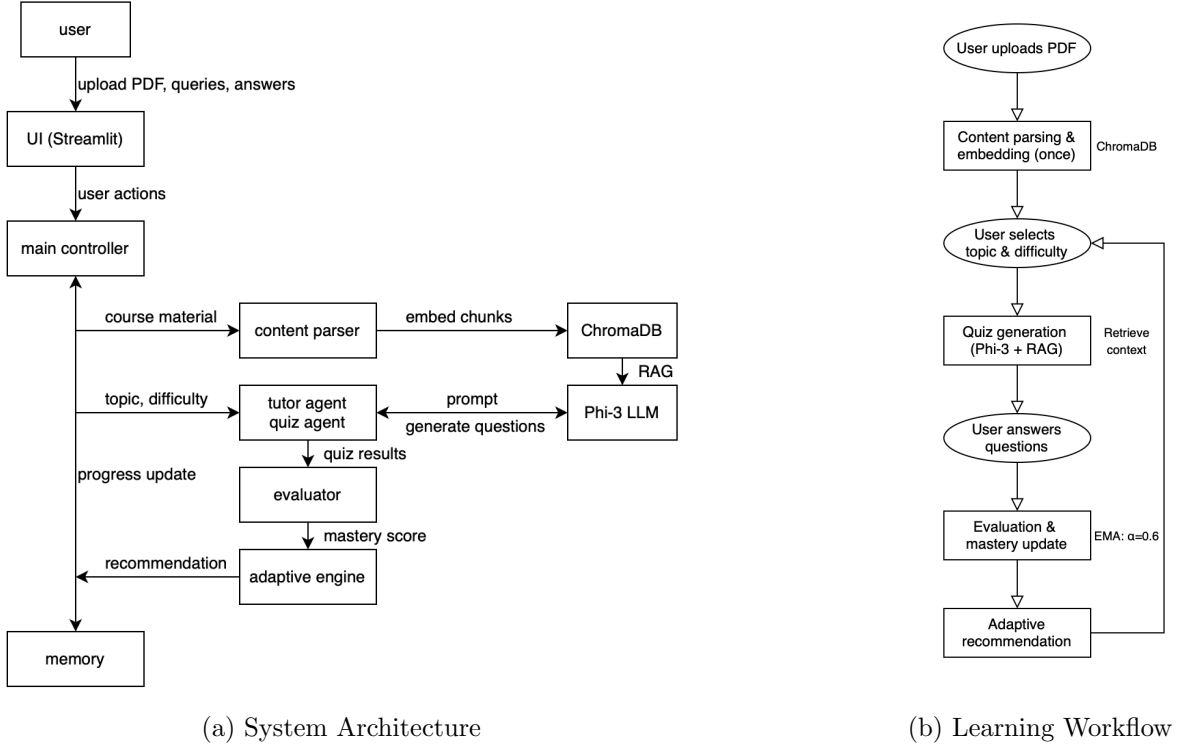 user
upload PDF, queries, answers
UI (Streamlit)
user actions
main controller
course material
content parser
embed chunks
ChromaDB
RAG
topic, difficulty
tutor agent
quiz agent
prompt
generate questions
Phi-3 LLM
quiz results
progress update
evaluator
mastery score
recommendation
adaptive engine
memory
(a) System Architecture
User uploads PDF
Content parsing &
embedding (once)
ChromaDB
User selects
topic & difficulty
Quiz generation
(Phi-3 + RAG)
Retrieve
context
User answers
questions
Evaluation &
mastery update
EMA: α=0.6
Adaptive
recommendation
(b) Learning Workflow